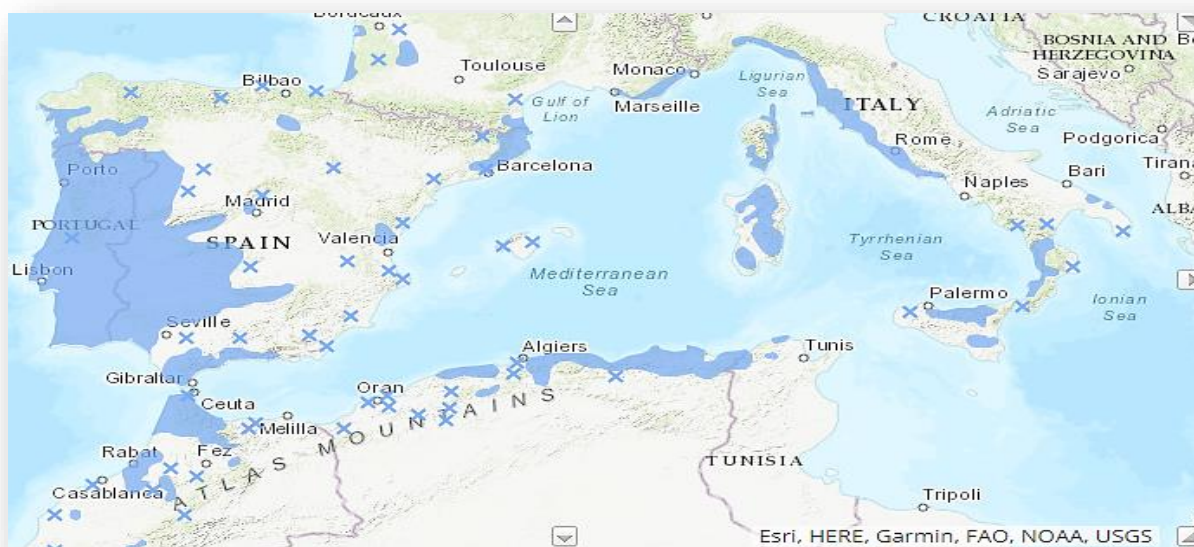 Bordeaux
CROATIA
BOSNIA AND
HERZEGOVINA
Sarajevo
Toulouse
Monaco
Marseille
Bilbao
Gulf of
Lion
Ligurian
Sea
ITALY
Adriatic
Sea
Podgorica
Rome
Tirana
Bari
Porto
Barcelona
Madrid
Naples
PORTUGAL
SPAIN
Valencia
Tyrrhenian
Sea
Lisbon
Mediterranean
Sea
Palermo
Ionian
Sea
Seville
Gibraltar
Algiers
Tunis
Ceuta
Oran
Melilla
Rabat
Fez
ATLAS MOUNTAINS
TUNISIA
Casablanca
Tripoli
Esri, HERE, Garmin, FAO, NOAA, USGS